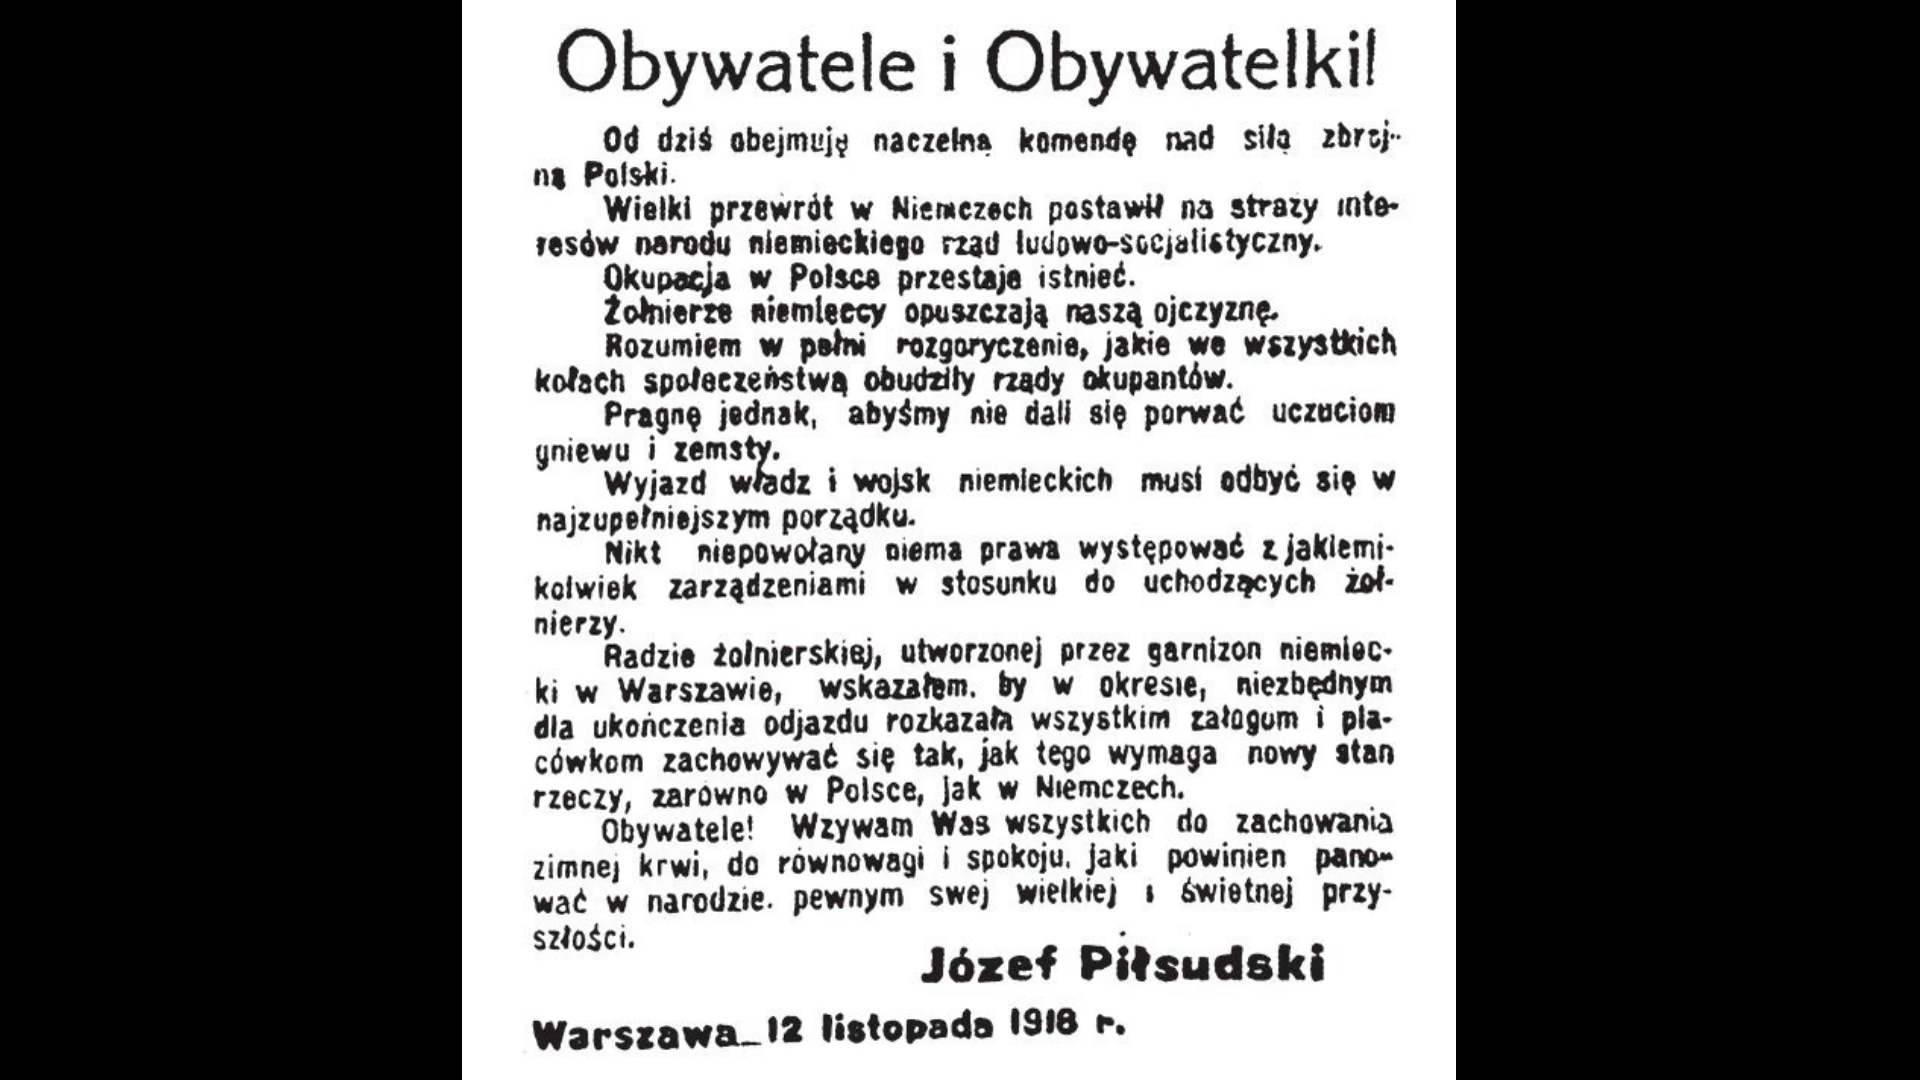 Obywatele i Obywatelki!
Od dziś obejmuję naczelną komendę nad siłą zbroj-
ną Polski.
Wielki przewrót w Niemczech postawił na straży inte-
resów narodu niemieckiego rząd ludowo-socjalistyczny.
Okupacja w Polsce przestaje istnieć.
Żołnierze niemieccy opuszczają naszą ojczyznę.
Rozumiem w pełni rozgoryczenie, jakie we wszystkich
kołach społeczeństwa obudziły rządy okupantów.
Pragnę jednak, abyśmy nie dali się porwać uczuciom
gniewu i zemsty.
Wyjazd władz i wojsk niemieckich musi odbyć się w
najzupełniejszym porządku.
Nikt niepowołany niema prawa występować z jakiemi-
kolwiek zarządzeniami w stosunku do uchodzących żoł-
nierzy.
Radzie żołnierskiej, utworzonej przez garnizon niemiec-
ki w Warszawie, wskazałem, by w okresie, niezbędnym
dla ukończenia odjazdu rozkazała wszystkim załogom i pla-
cówkom zachowywać się tak, jak tego wymaga nowy stan
rzeczy, zarówno w Polsce, jak w Niemczech.
Obywatele! Wzywam Was wszystkich do zachowania
zimnej krwi, do równowagi i spokoju, jaki powinien pano-
wać w narodzie, pewnym swej wielkiej i świetnej przy-
szłości.
Józef Piłsudski
Warszawa_12 listopada 1918 r.